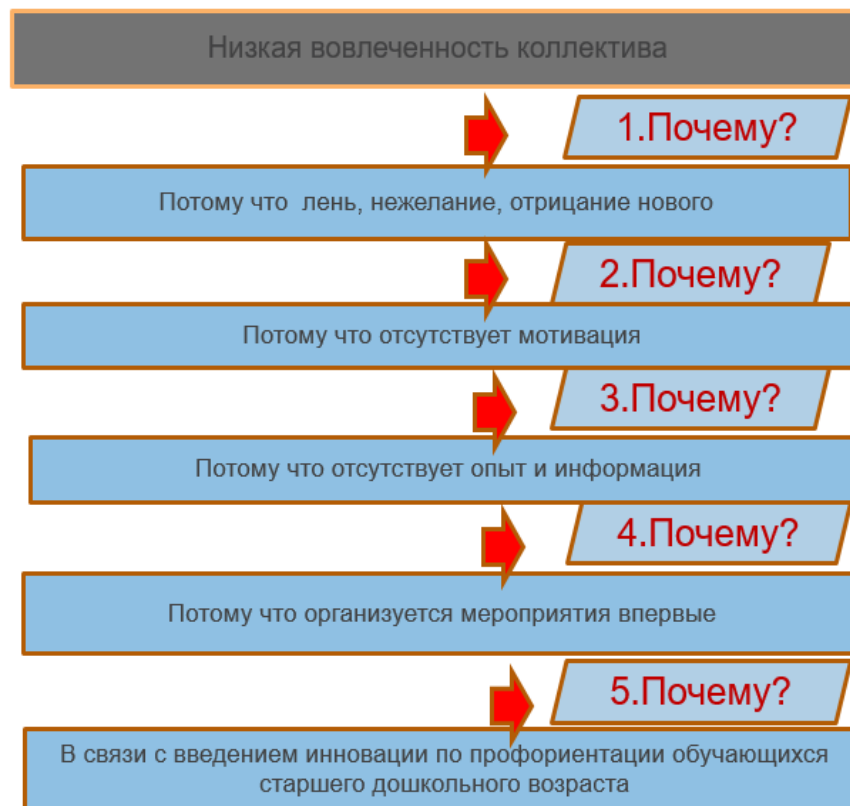 Низкая вовлеченность коллектива
1.Почему?
Потому что  лень, нежелание, отрицание нового
2.Почему?
Потому что отсутствует мотивация
3.Почему?
Потому что отсутствует опыт и информация
4.Почему?
Потому что организуется мероприятия впервые
5.Почему?
В связи с введением инновации по профориентации обучающихся
старшего дошкольного возраста